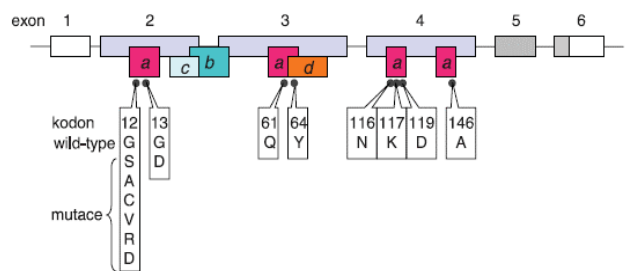 exon 1 2 3 4 5 6
a c b a d a a
kodon 12 13 61 64 116 117 119 146
wild-type G G Q Y N K D A
mutace S D
A
C
V
R
D